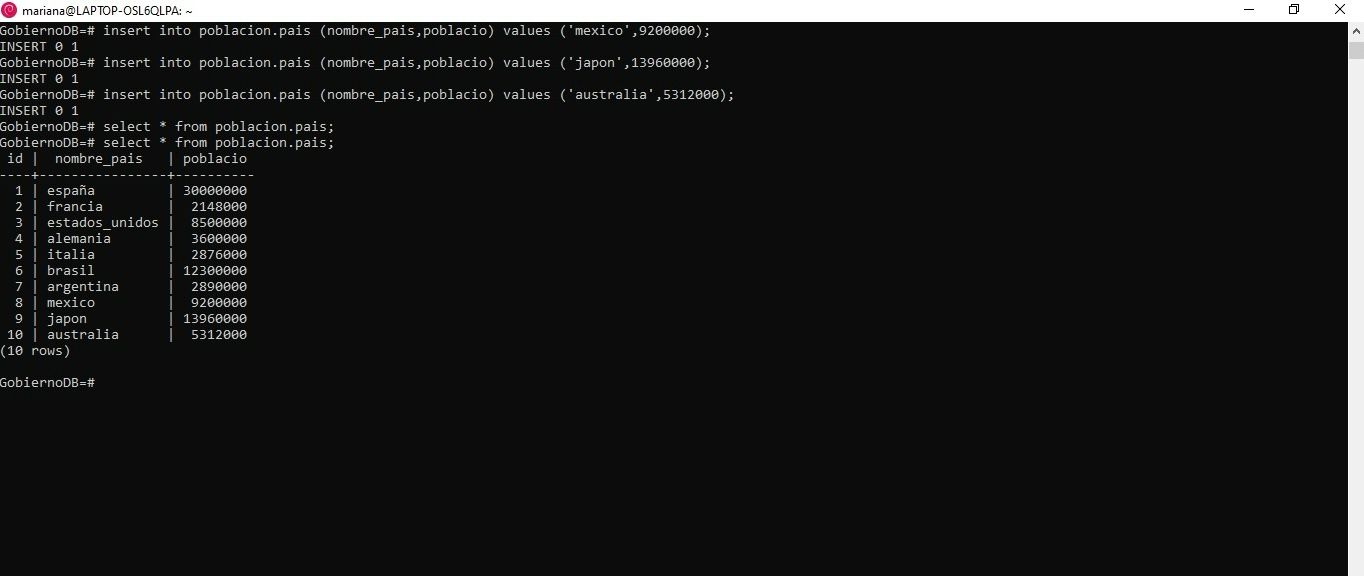 mariana@LAPTOP-OSL6QLPA: ~
GobiernoDB=# insert into poblacion.pais (nombre_pais,poblacio) values ('mexico',9200000);
INSERT 0 1
GobiernoDB=# insert into poblacion.pais (nombre_pais,poblacio) values ('japon',13960000);
INSERT 0 1
GobiernoDB=# insert into poblacion.pais (nombre_pais,poblacio) values ('australia',5312000);
INSERT 0 1
GobiernoDB=# select * from poblacion.pais;
GobiernoDB=# select * from poblacion.pais;
 id |  nombre_pais   | poblacio
----+----------------+----------
  1 | españa         | 30000000
  2 | francia        |  2148000
  3 | estados_unidos |  8500000
  4 | alemania       |  3600000
  5 | italia         |  2876000
  6 | brasil         | 12300000
  7 | argentina      |  2890000
  8 | mexico         |  9200000
  9 | japon          | 13960000
 10 | australia      |  5312000
(10 rows)
GobiernoDB=#